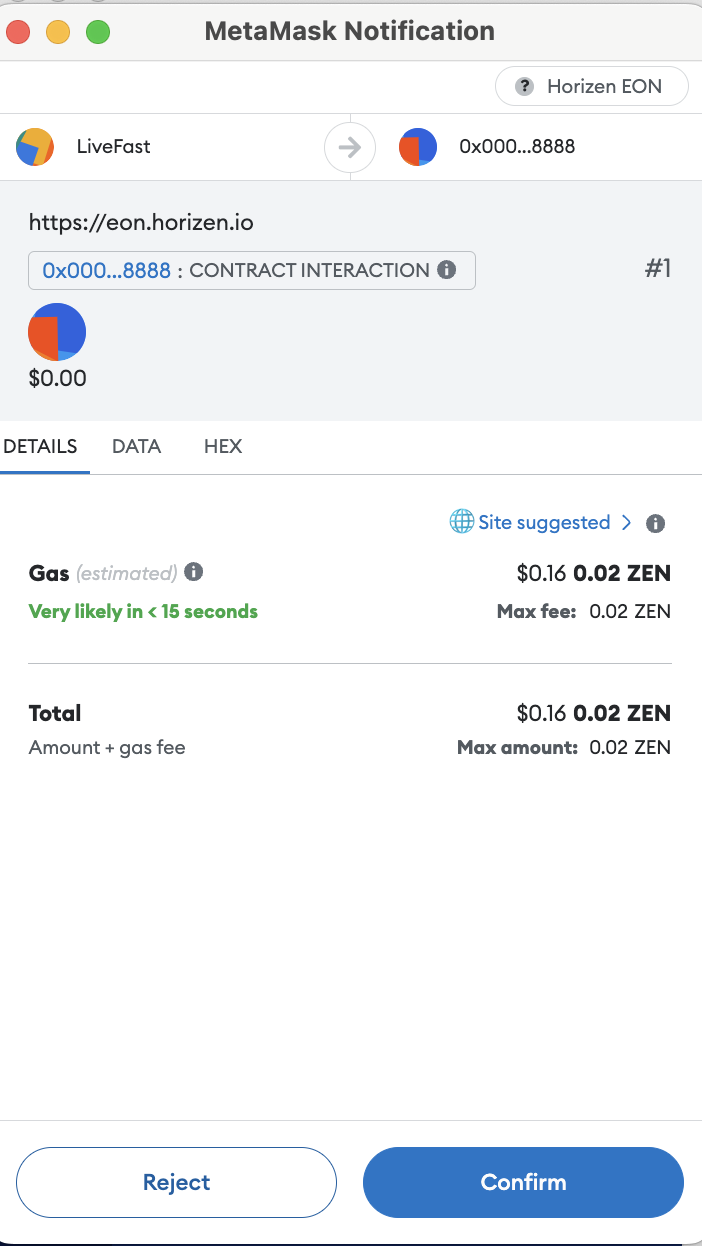 MetaMask Notification
? Horizen EON
LiveFast
0x000...8888
https://eon.horizen.io
0x000...8888 : CONTRACT INTERACTION
#1
$0.00
DETAILS DATA HEX
Site suggested >
Gas (estimated) $0.16 0.02 ZEN
Very likely in < 15 seconds Max fee: 0.02 ZEN
Total $0.16 0.02 ZEN
Amount + gas fee Max amount: 0.02 ZEN
Reject Confirm